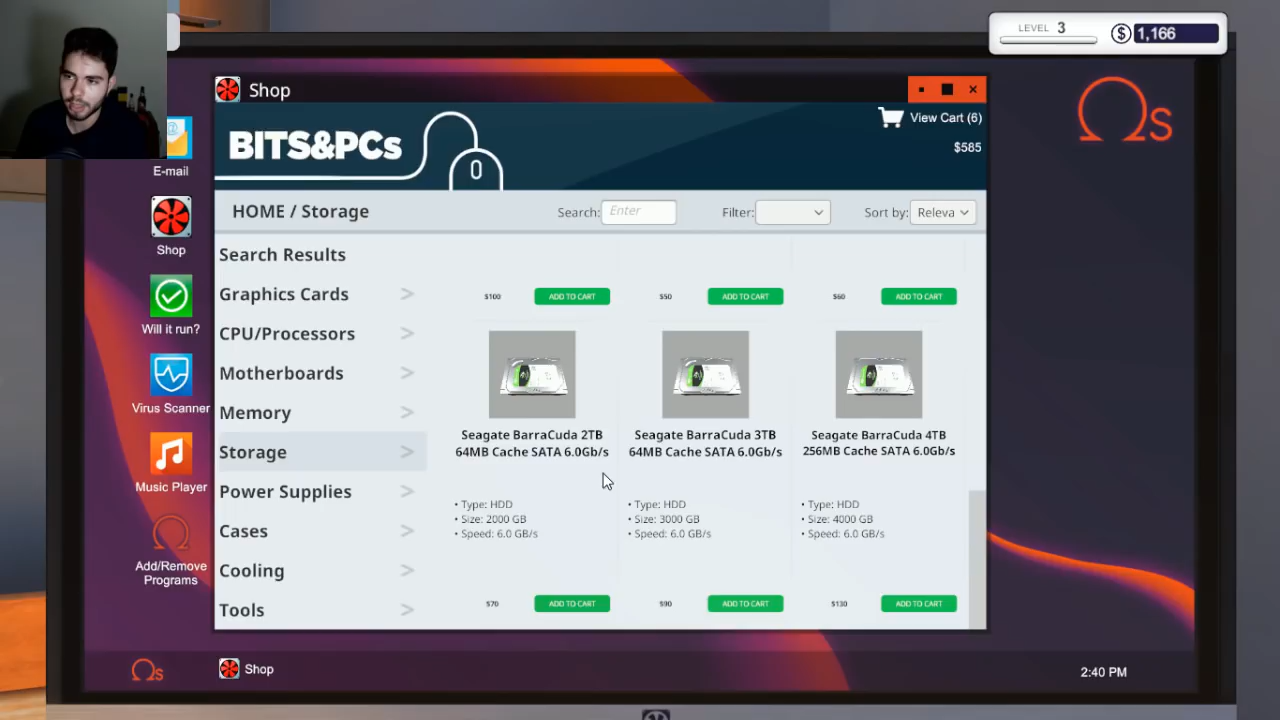 LEVEL 3
$ 1,166
Shop
BITS&PCs
View Cart (6)
$585
HOME / Storage
Search: Enter
Filter:
Sort by: Releva
E-mail
Shop
Will it run?
Virus Scanner
Music Player
Add/Remove
Programs
Search Results
Graphics Cards >
CPU/Processors >
Motherboards >
Memory >
Storage >
Power Supplies >
Cases >
Cooling >
Tools >
$100 ADD TO CART
$50 ADD TO CART
$60 ADD TO CART
Seagate BarraCuda 2TB
64MB Cache SATA 6.0Gb/s
• Type: HDD
• Size: 2000 GB
• Speed: 6.0 GB/s
$70 ADD TO CART
Seagate BarraCuda 3TB
64MB Cache SATA 6.0Gb/s
• Type: HDD
• Size: 3000 GB
• Speed: 6.0 GB/s
$90 ADD TO CART
Seagate BarraCuda 4TB
256MB Cache SATA 6.0Gb/s
• Type: HDD
• Size: 4000 GB
• Speed: 6.0 GB/s
$130 ADD TO CART
Ωs
Ωs
Shop
2:40 PM